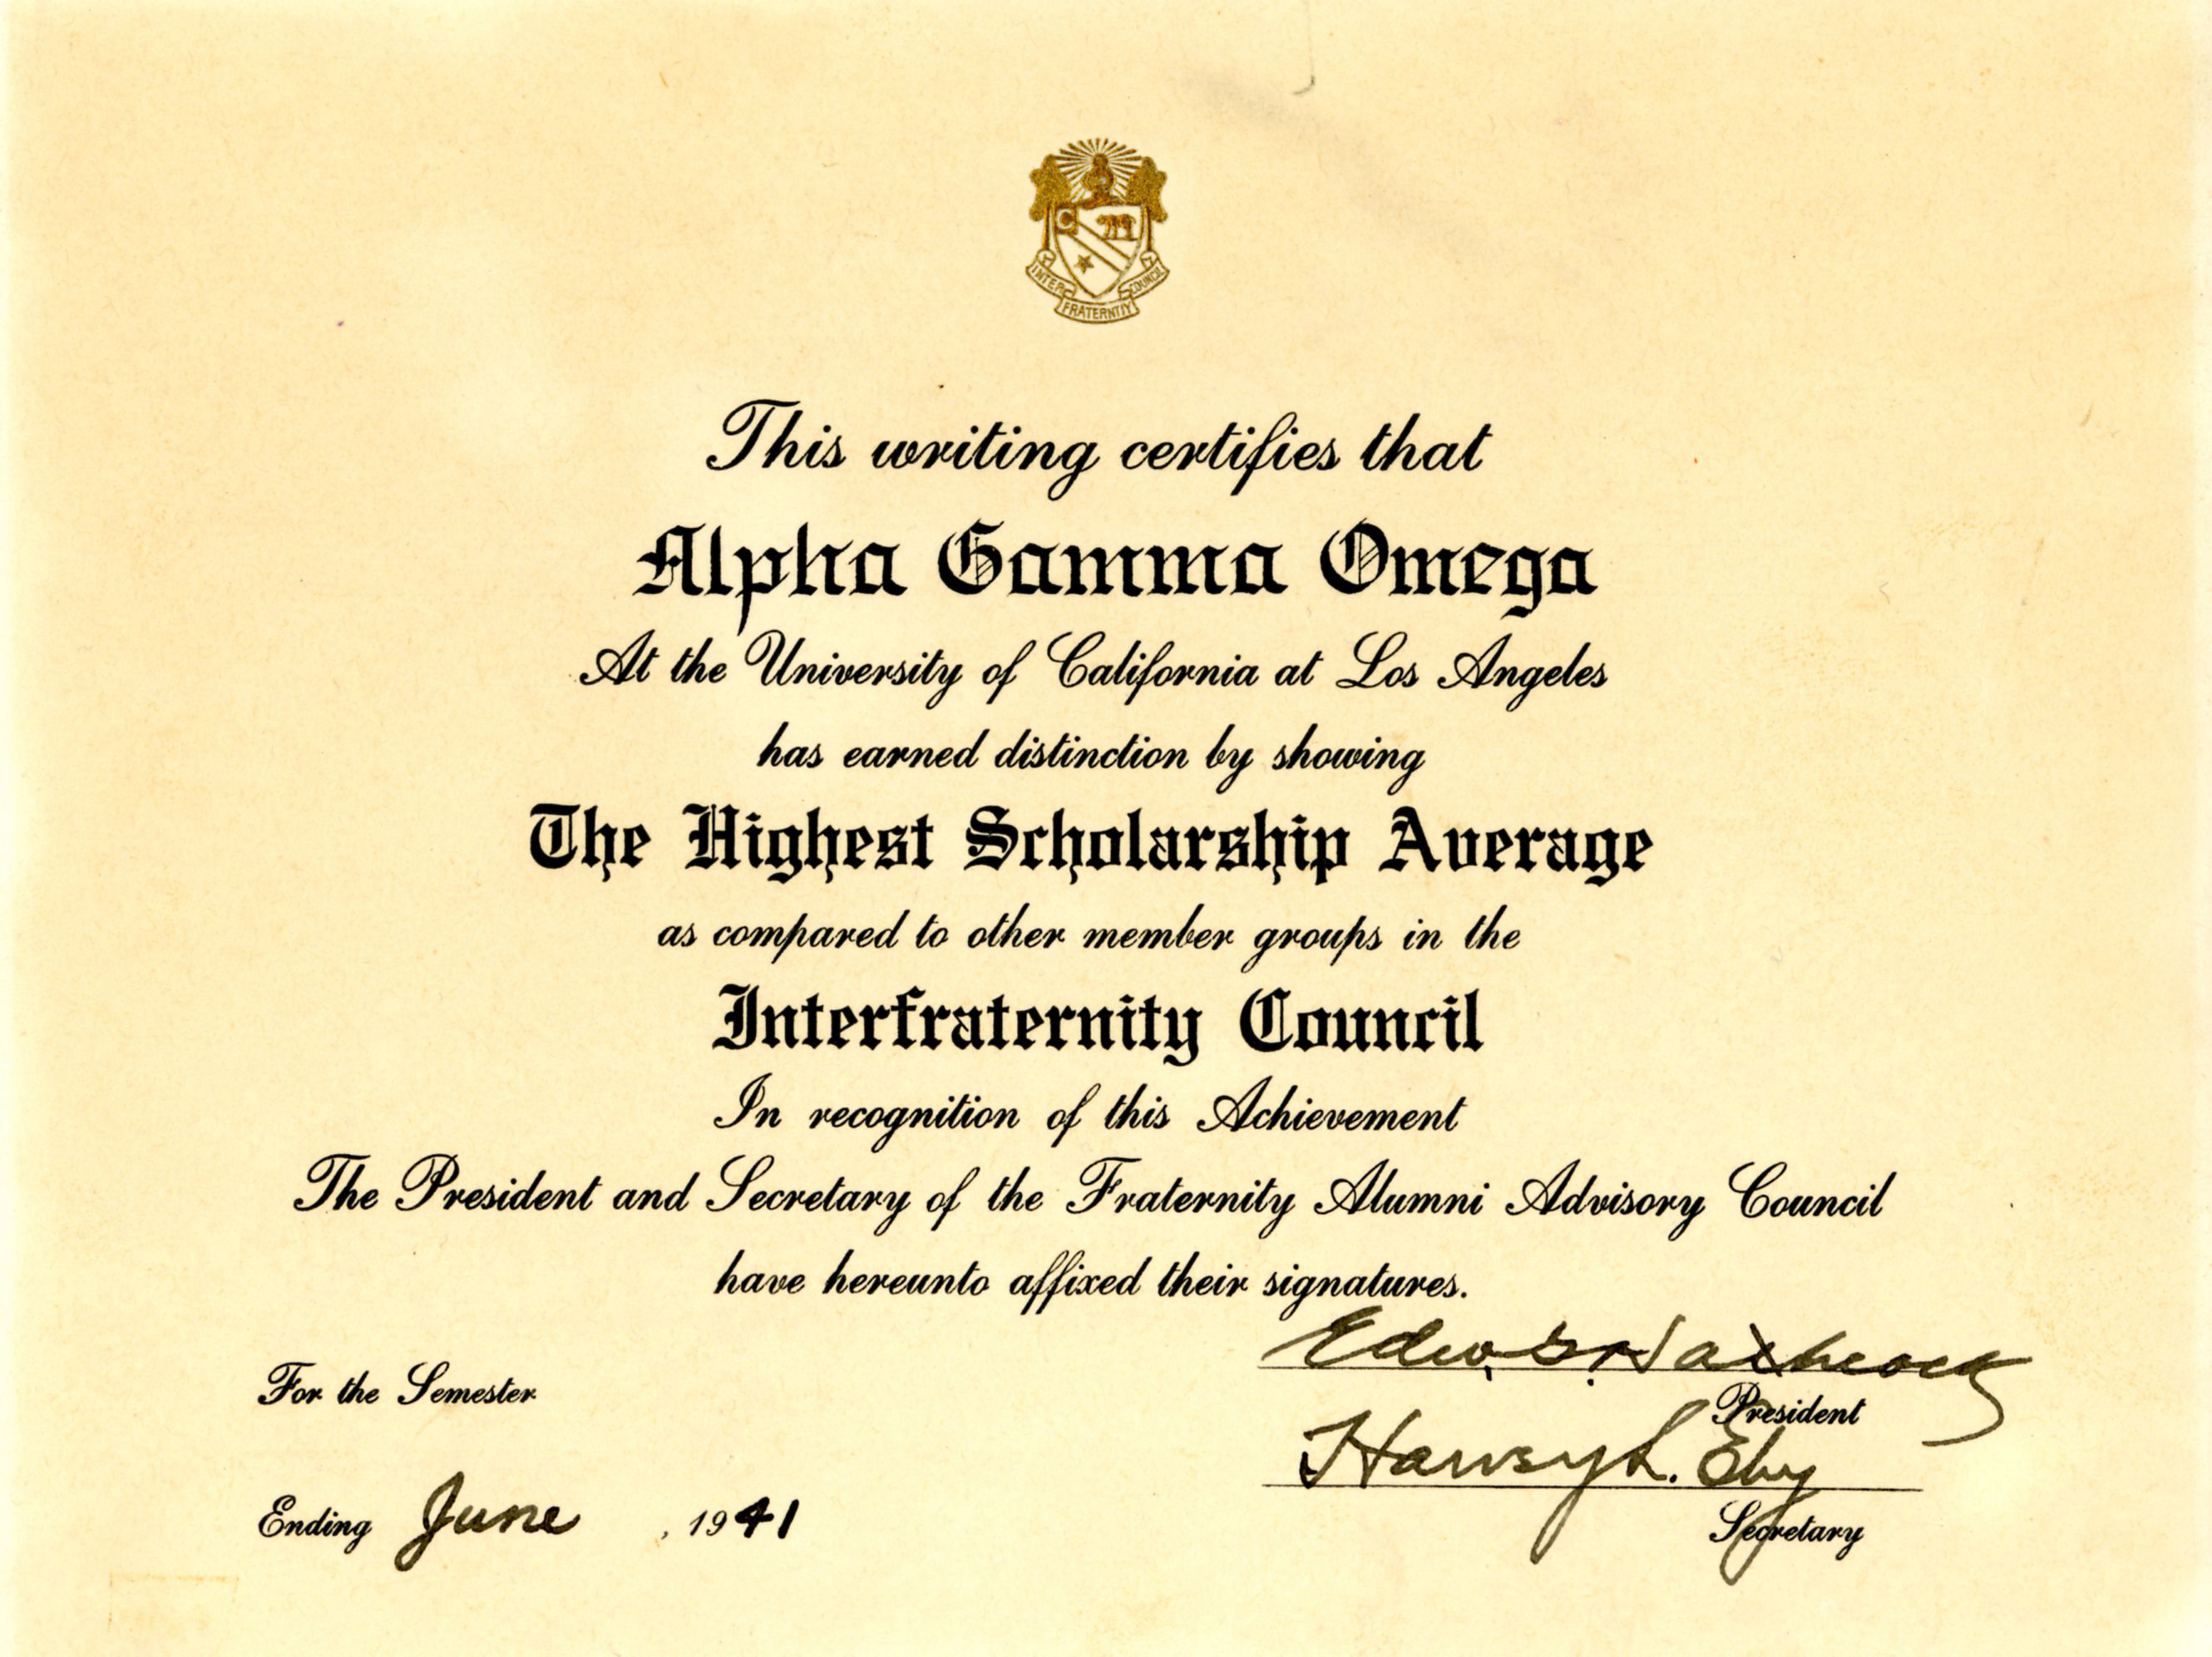 C
INTER FRATERNITY COUNCIL
This writing certifies that
Alpha Gamma Omega
At the University of California at Los Angeles
has earned distinction by showing
The Highest Scholarship Average
as compared to other member groups in the
Interfraternity Council
In recognition of this Achievement
The President and Secretary of the Fraternity Alumni Advisory Council
have hereunto affixed their signatures.
For the Semester
President
Harvey L. Eby
Ending June, 1941
Secretary